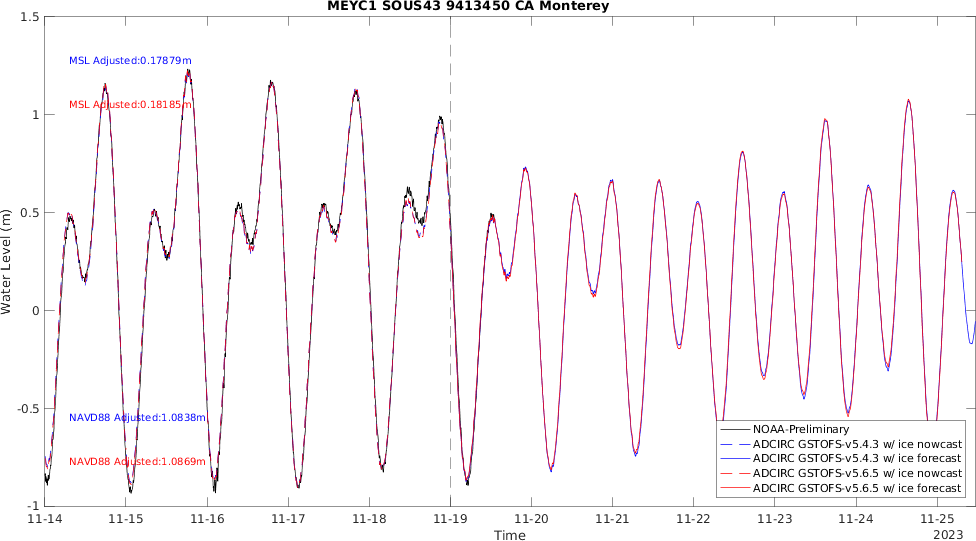 MEYC1 SOUS43 9413450 CA Monterey
1.5
1
0.5
0
-0.5
-1
Water Level (m)
MSL Adjusted:0.17879m
MSL Adjusted:0.18185m
NAVD88 Adjusted:1.0838m
NAVD88 Adjusted:1.0869m
NOAA-Preliminary
ADCIRC GSTOFS-v5.4.3 w/ ice nowcast
ADCIRC GSTOFS-v5.4.3 w/ ice forecast
ADCIRC GSTOFS-v5.6.5 w/ ice nowcast
ADCIRC GSTOFS-v5.6.5 w/ ice forecast
11-14 11-15 11-16 11-17 11-18 11-19 11-20 11-21 11-22 11-23 11-24 11-25
Time
2023